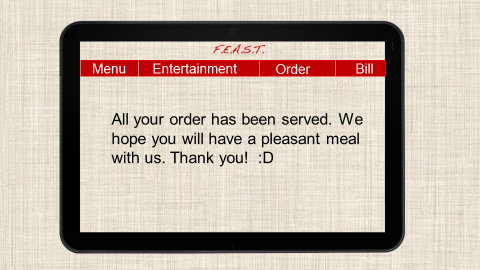 F.E.A.S.T.
Menu Entertainment Order Bill
All your order has been served. We
hope you will have a pleasant meal
with us. Thank you!  :D